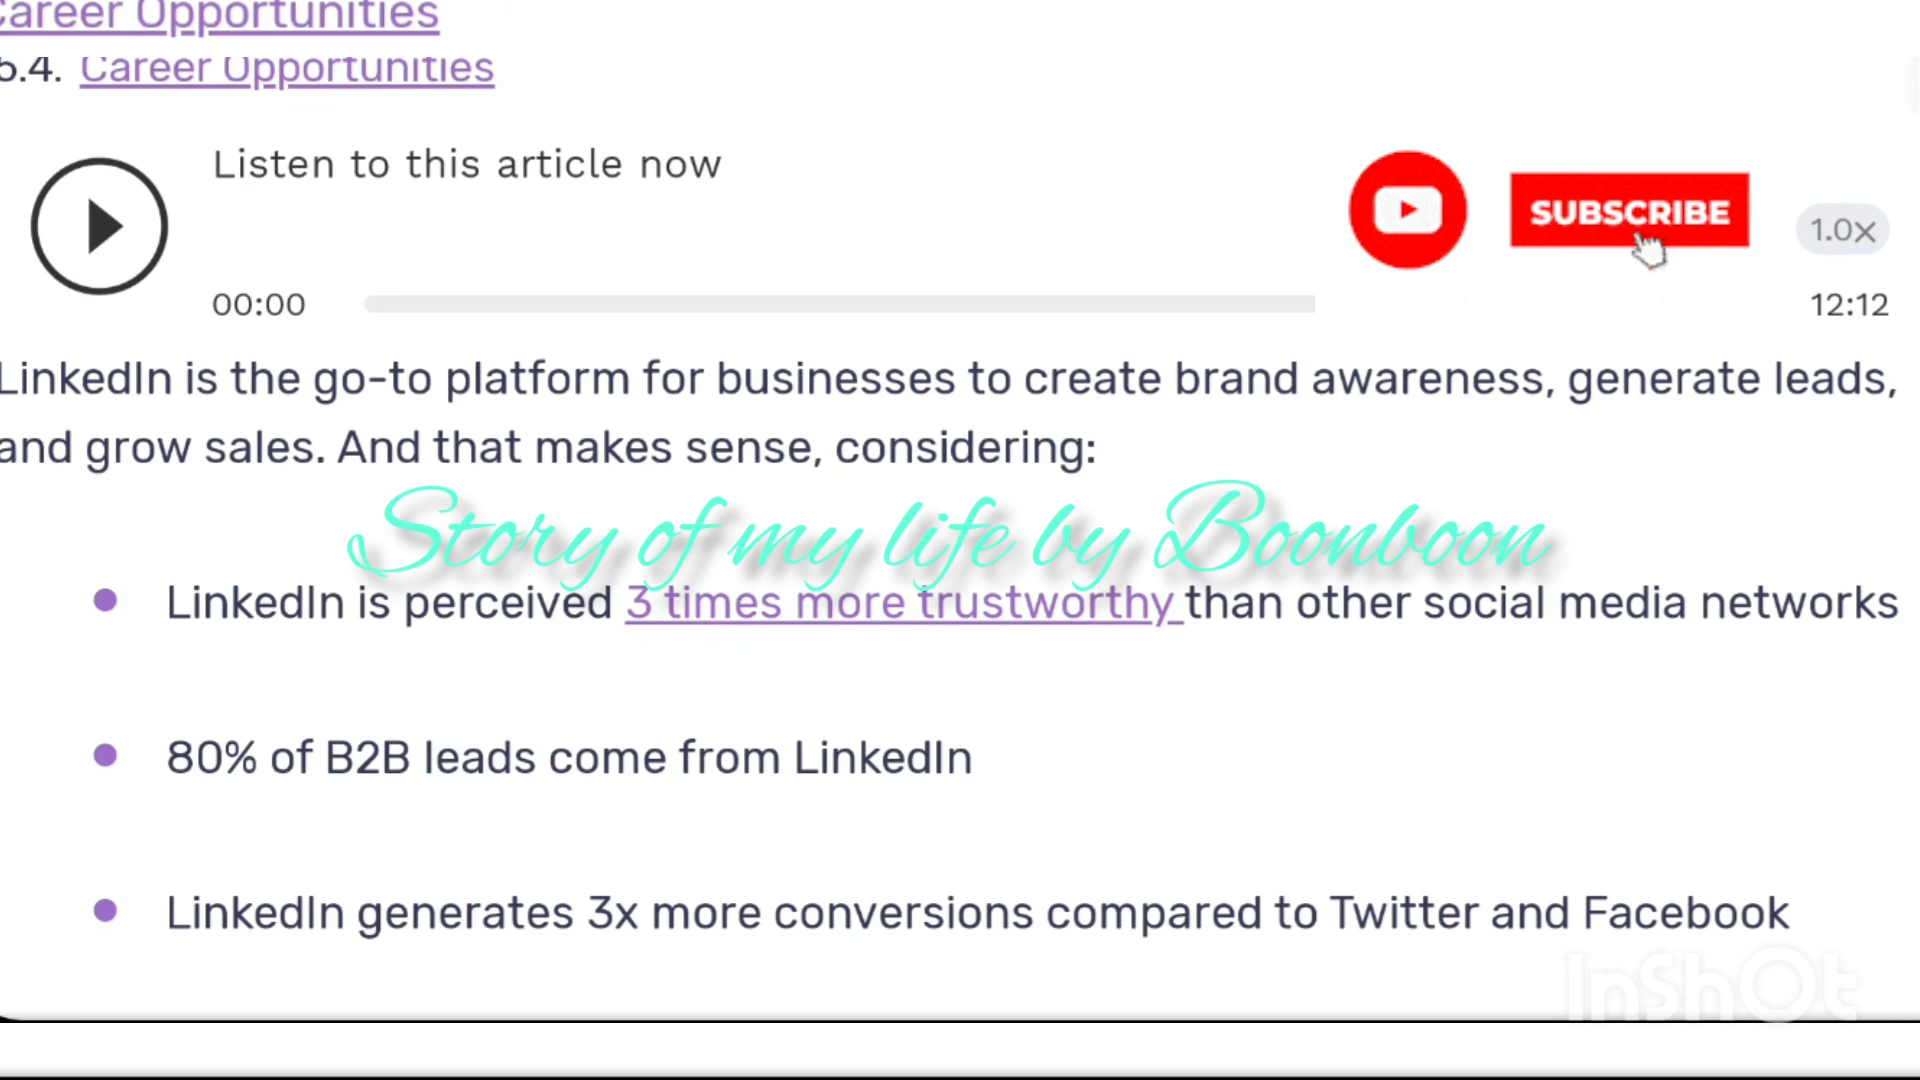 Career Opportunities
5.4. Career Opportunities
Listen to this article now
SUBSCRIBE
1.0x
00:00
12:12
LinkedIn is the go-to platform for businesses to create brand awareness, generate leads,
and grow sales. And that makes sense, considering:
Story of my life by Boonboon
LinkedIn is perceived 3 times more trustworthy than other social media networks
80% of B2B leads come from LinkedIn
LinkedIn generates 3x more conversions compared to Twitter and Facebook
InShOt